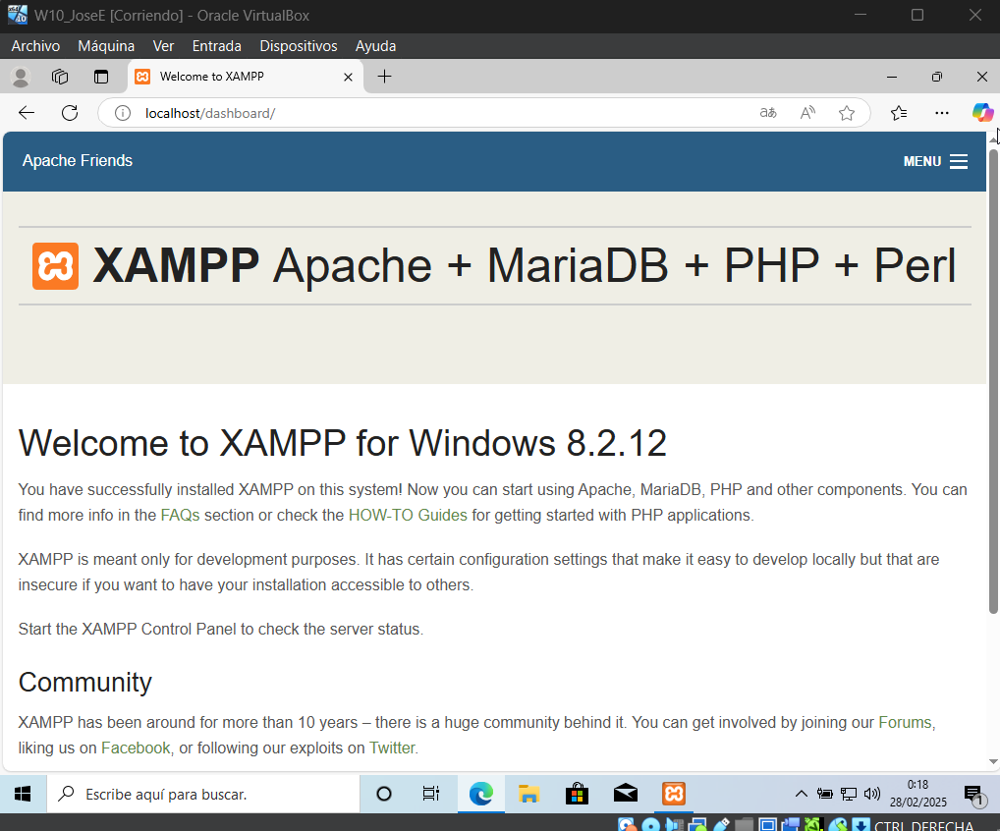 W10_JoseE [Corriendo] - Oracle VirtualBox
Archivo Máquina Ver Entrada Dispositivos Ayuda
Welcome to XAMPP
localhost/dashboard/
Apache Friends
MENU
XAMPP Apache + MariaDB + PHP + Perl
Welcome to XAMPP for Windows 8.2.12
You have successfully installed XAMPP on this system! Now you can start using Apache, MariaDB, PHP and other components. You can
find more info in the FAQs section or check the HOW-TO Guides for getting started with PHP applications.
XAMPP is meant only for development purposes. It has certain configuration settings that make it easy to develop locally but that are
insecure if you want to have your installation accessible to others.
Start the XAMPP Control Panel to check the server status.
Community
XAMPP has been around for more than 10 years – there is a huge community behind it. You can get involved by joining our Forums,
liking us on Facebook, or following our exploits on Twitter.
Escribe aquí para buscar.
0:18
28/02/2025
1
CTRL DERECHA